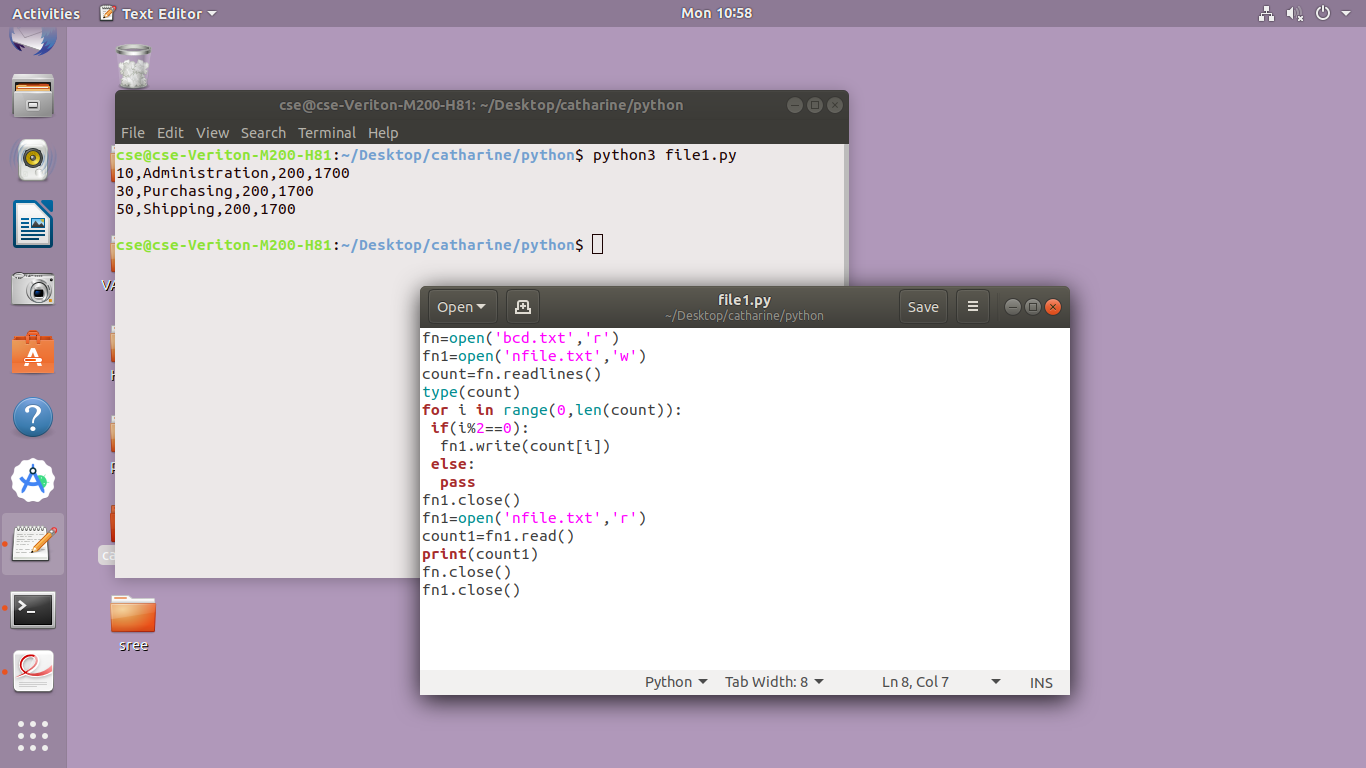 Activities
Text Editor
Mon 10:58
cse@cse-Veriton-M200-H81: ~/Desktop/catharine/python
File Edit View Search Terminal Help
cse@cse-Veriton-M200-H81:~/Desktop/catharine/python$ python3 file1.py
10,Administration,200,1700
30,Purchasing,200,1700
50,Shipping,200,1700
cse@cse-Veriton-M200-H81:~/Desktop/catharine/python$
Open
file1.py
~/Desktop/catharine/python
Save
fn=open('bcd.txt','r')
fn1=open('nfile.txt','w')
count=fn.readlines()
type(count)
for i in range(0,len(count)):
 if(i%2==0):
  fn1.write(count[i])
 else:
  pass
fn1.close()
fn1=open('nfile.txt','r')
count1=fn1.read()
print(count1)
fn.close()
fn1.close()
Python Tab Width: 8 Ln 8, Col 7 INS
sree